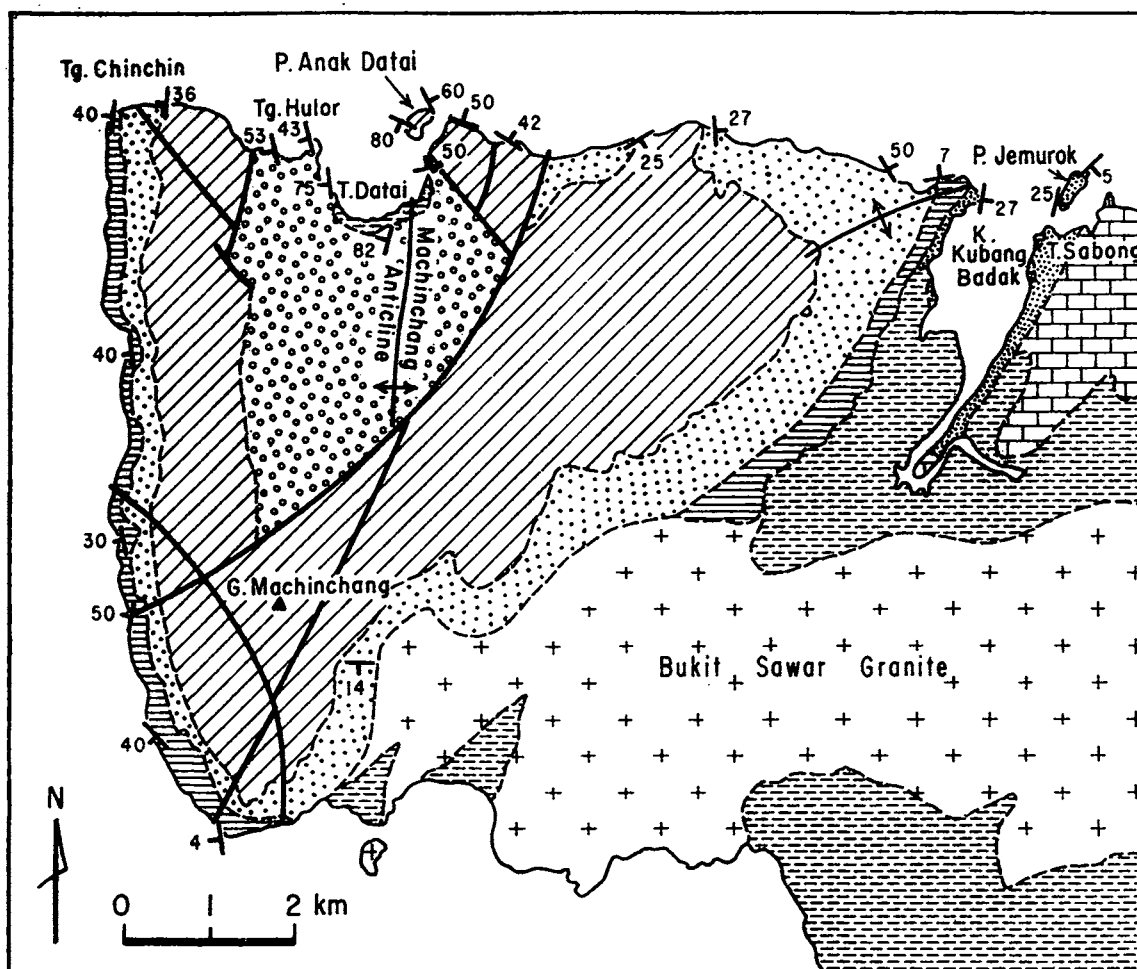 P. Anak Datai
Tg. Chinchin
36
60
40
Tg. Hulor
50
53
43
80
42
27
50
7
P. Jemurok
50
25
5
75
T. Datai
25
27
K.
Kubang
Badak
T. Sabong
82
Machinchang
Anticline
40
30
G. Machinchang
50
Bukit Sawar Granite
14
40
N
4
0 1 2 km